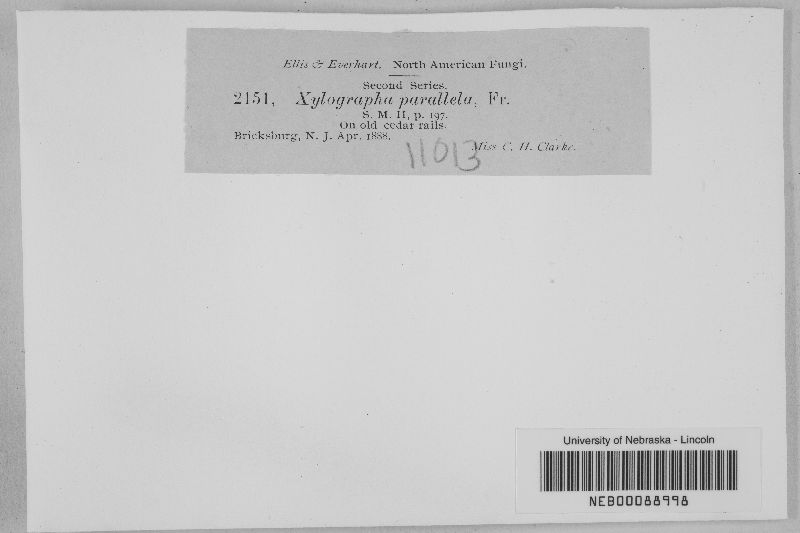 Ellis & Everhart. North American Fungi.
Second Series.
2151, Xylographa parallela, Fr.
S. M. II, p. 197.
On old cedar rails.
Bricksburg, N. J. Apr. 1888.
Miss C. H. Clarke.
11013
University of Nebraska - Lincoln
NEB00088998